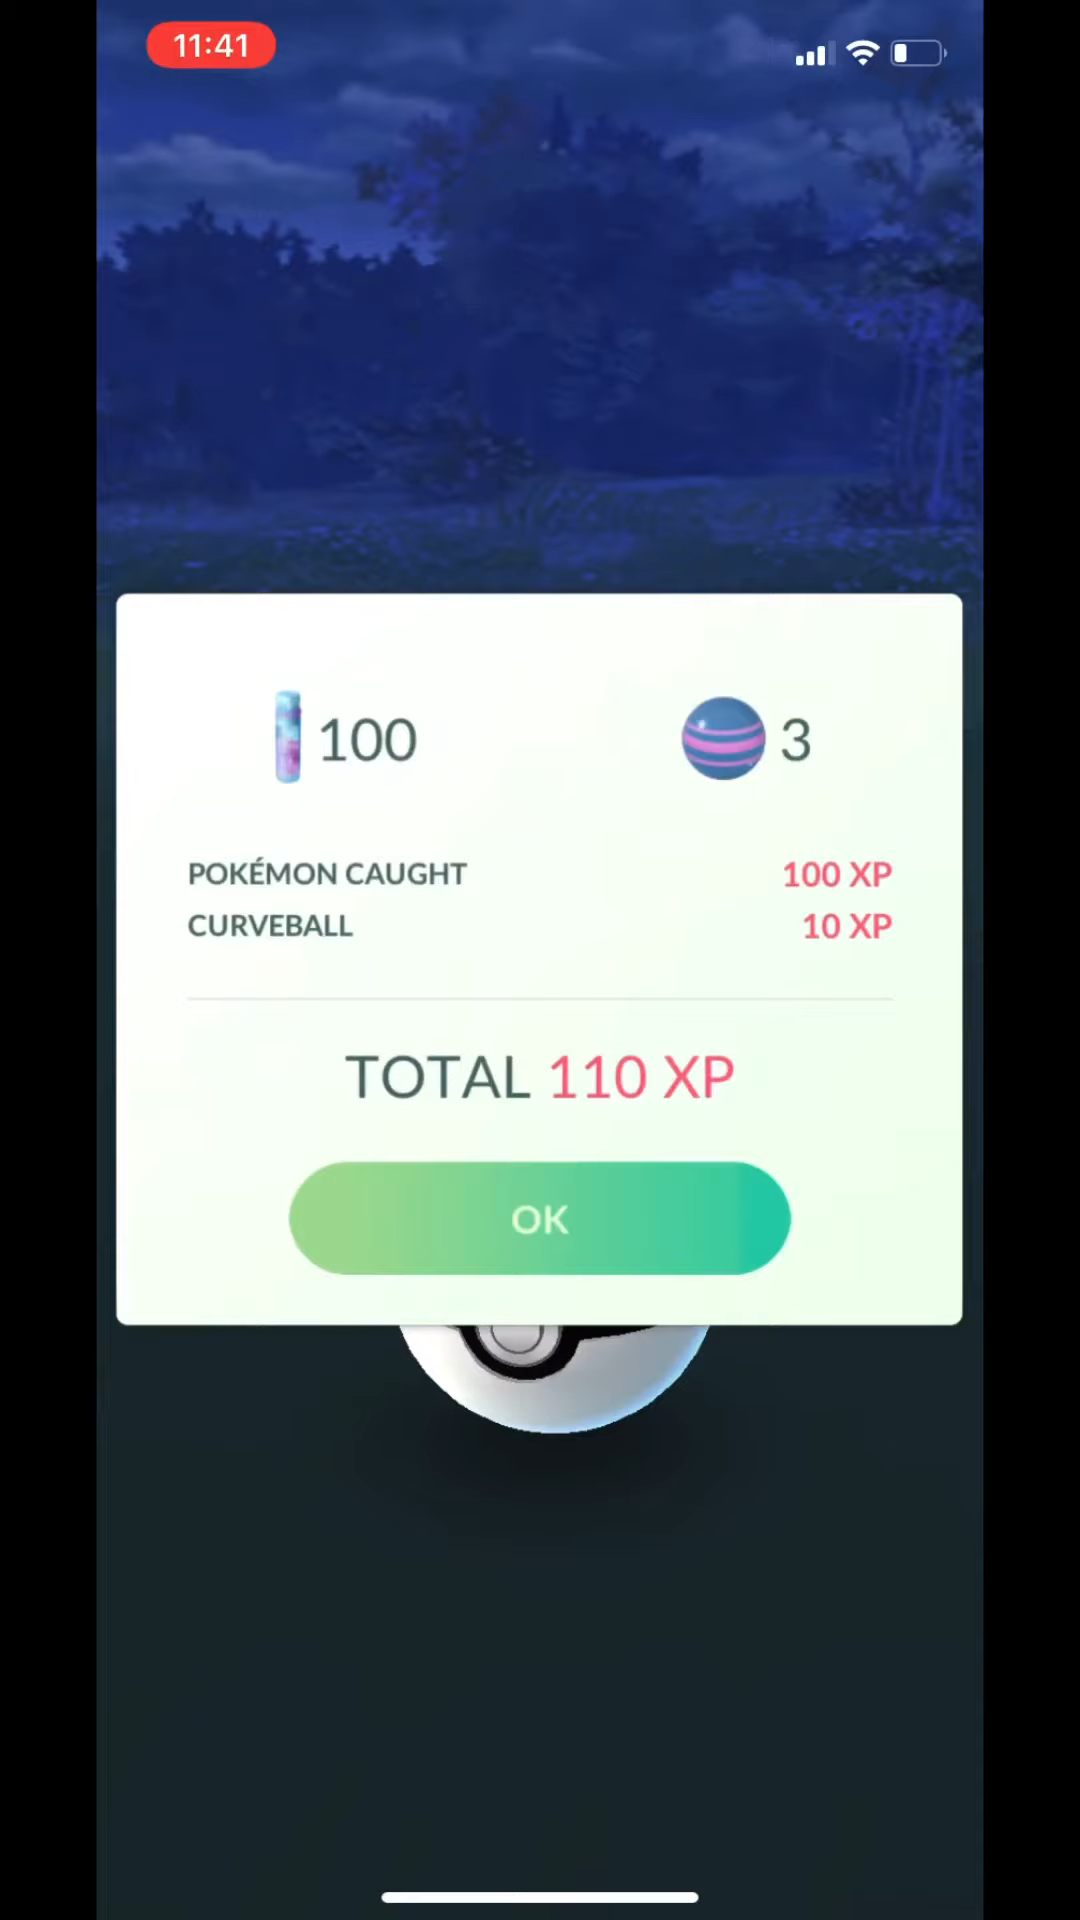 11:41
100
3
POKÉMON CAUGHT 100 XP
CURVEBALL 10 XP
TOTAL 110 XP
OK